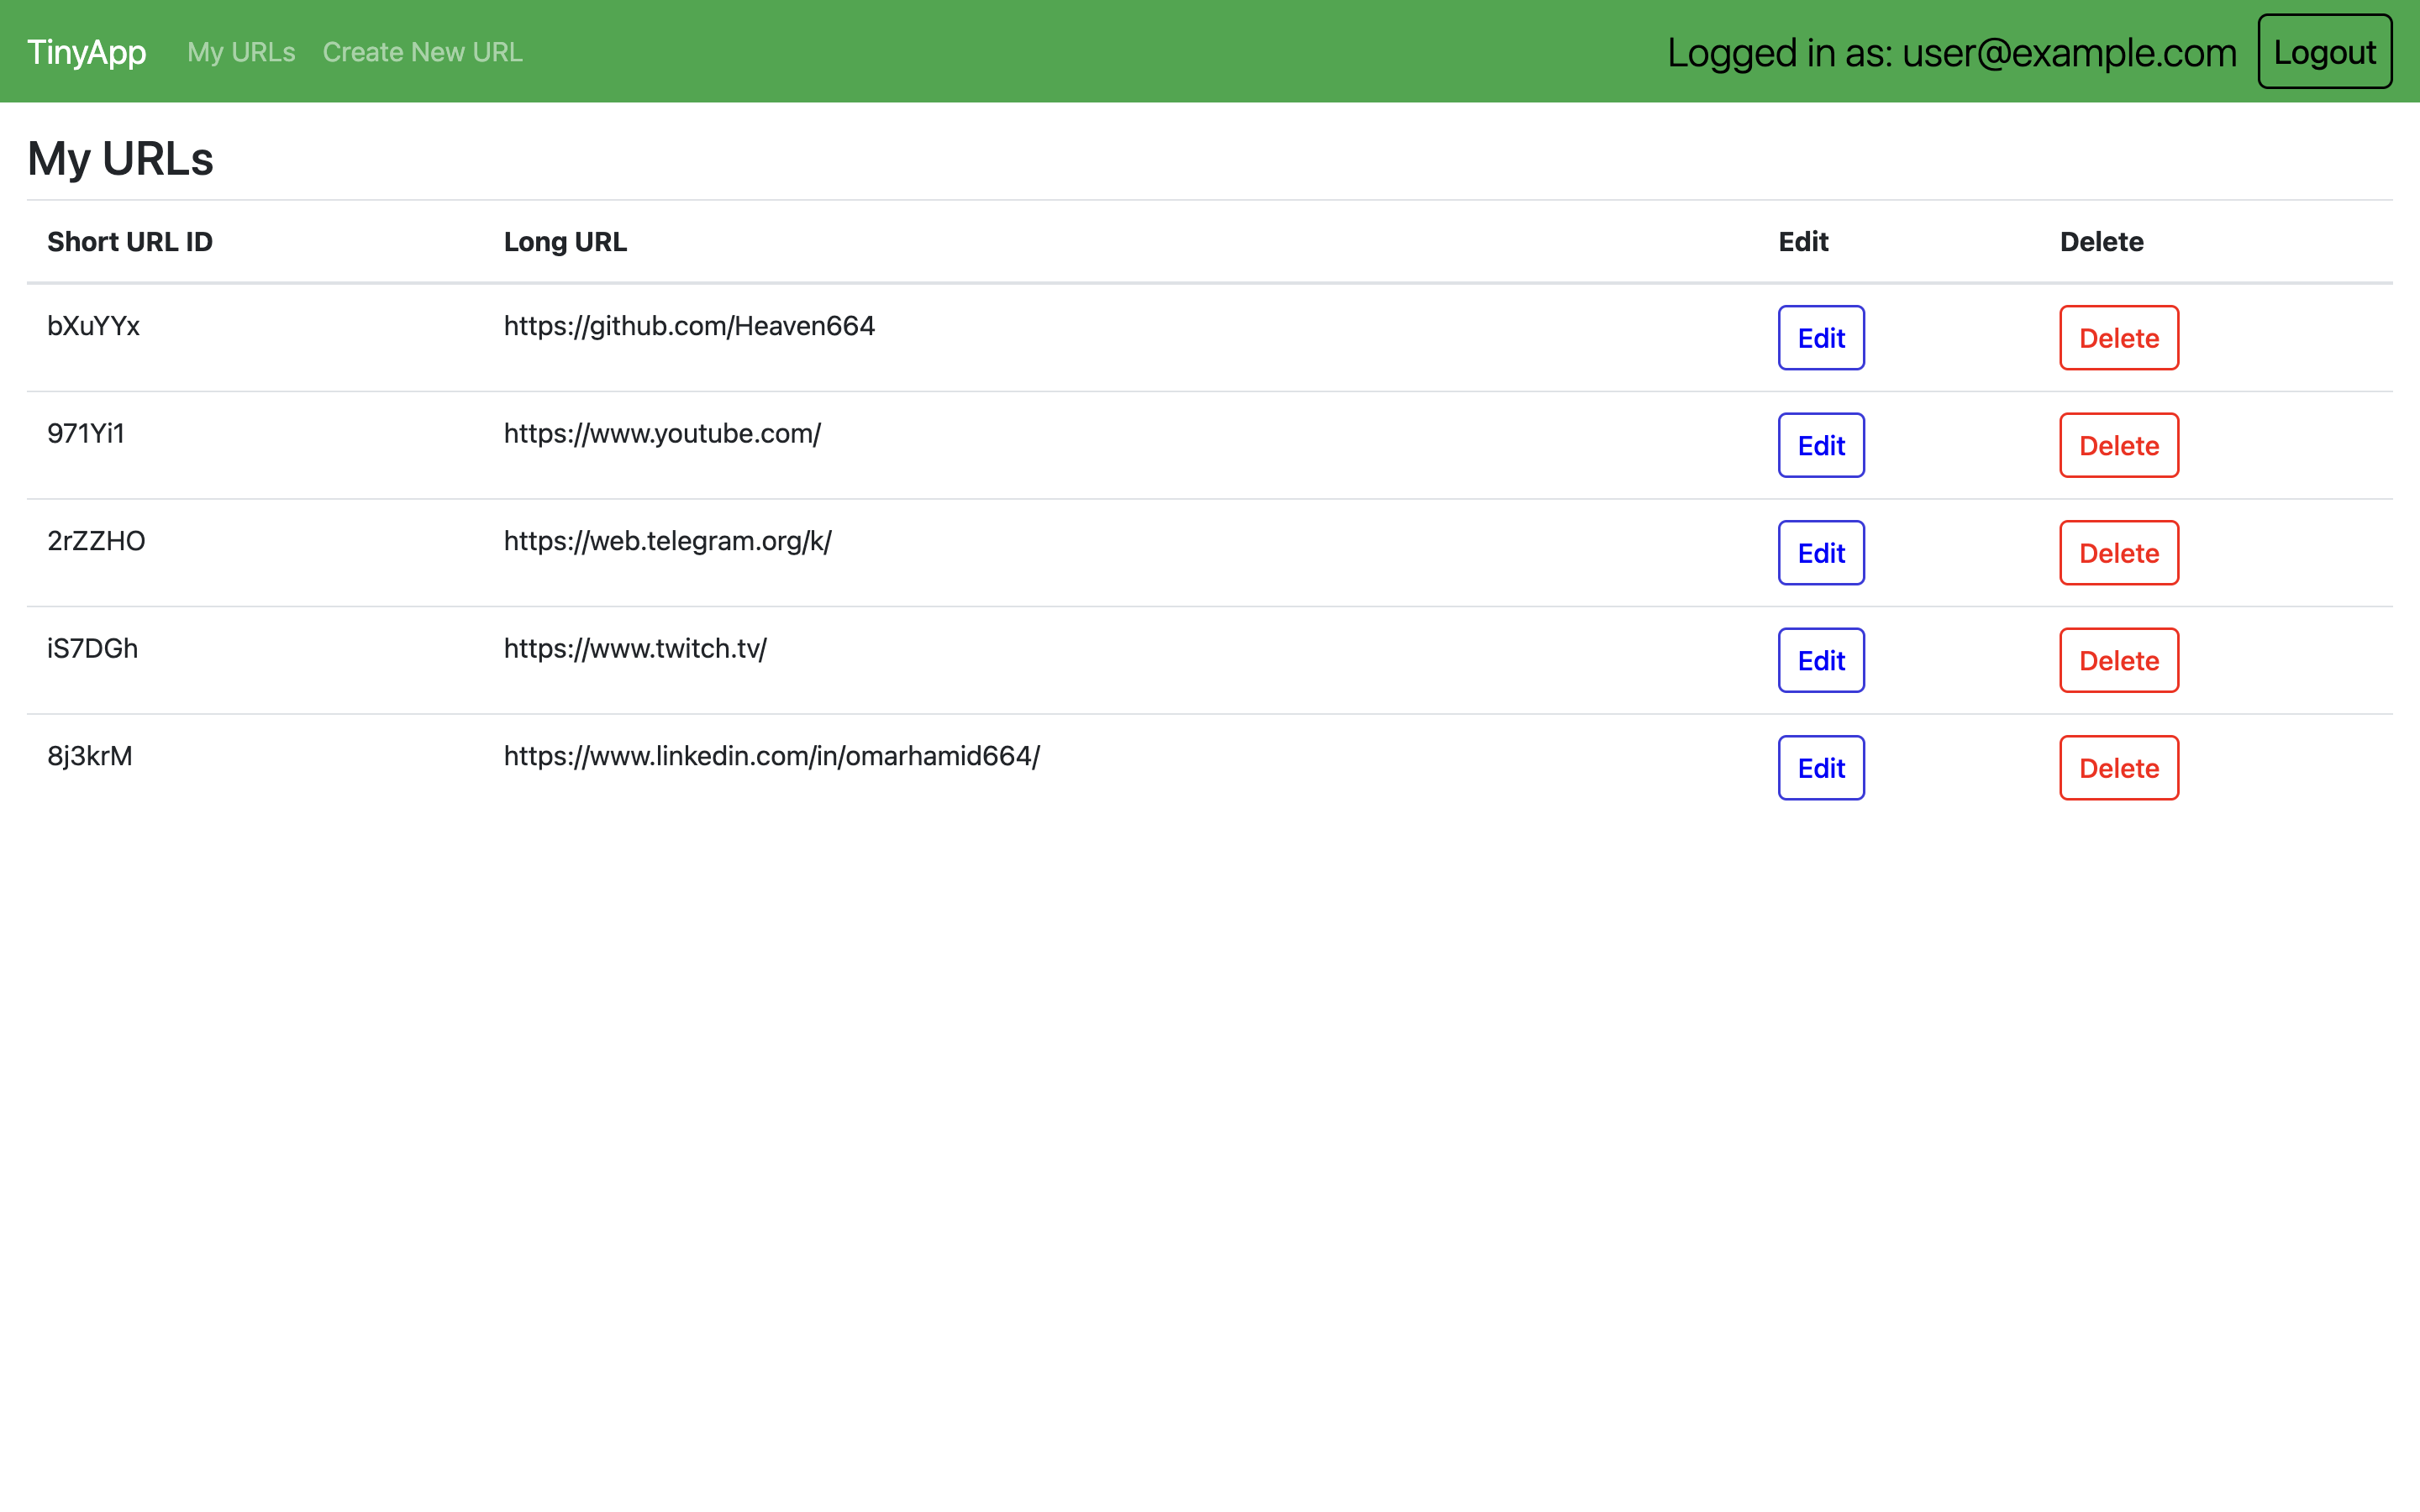 TinyApp My URLs Create New URL Logged in as: user@example.com Logout
My URLs
Short URL ID Long URL Edit Delete
bXuYYx https://github.com/Heaven664 Edit Delete
971Yi1 https://www.youtube.com/ Edit Delete
2rZZHO https://web.telegram.org/k/ Edit Delete
iS7DGh https://www.twitch.tv/ Edit Delete
8j3krM https://www.linkedin.com/in/omarhamid664/ Edit Delete